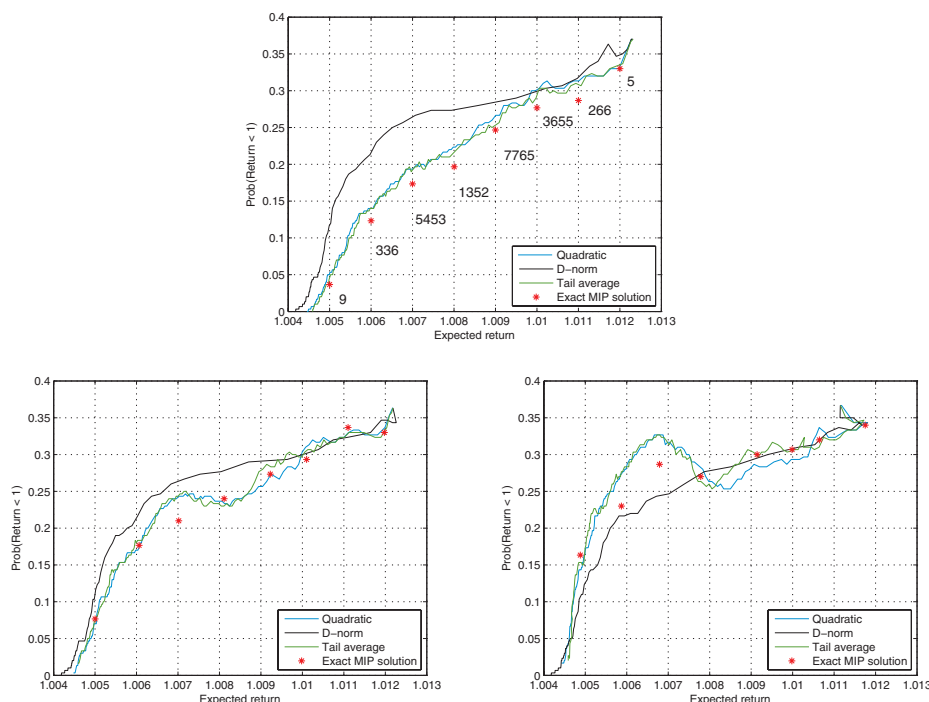 0.4
0.35
0.3
0.25
0.2
0.15
0.1
0.05
0
Prob(Return < 1)
9
336
5453
1352
7765
3655
266
5
Quadratic
D−norm
Tail average
Exact MIP solution
1.004 1.005 1.006 1.007 1.008 1.009 1.01 1.011 1.012 1.013
Expected return
0.4
0.35
0.3
0.25
0.2
0.15
0.1
0.05
0
Prob(Return < 1)
Quadratic
D−norm
Tail average
Exact MIP solution
1.004 1.005 1.006 1.007 1.008 1.009 1.01 1.011 1.012 1.013
Expected return
0.4
0.35
0.3
0.25
0.2
0.15
0.1
0.05
0
Prob(Return < 1)
Quadratic
D−norm
Tail average
Exact MIP solution
1.004 1.005 1.006 1.007 1.008 1.009 1.01 1.011 1.012 1.013
Expected return